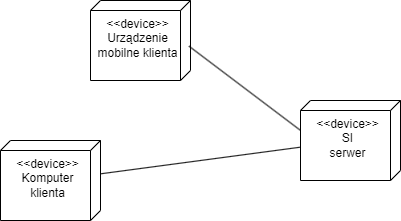 <<device>>
Urządzenie
mobilne klienta
<<device>>
SI
serwer
<<device>>
Komputer
klienta